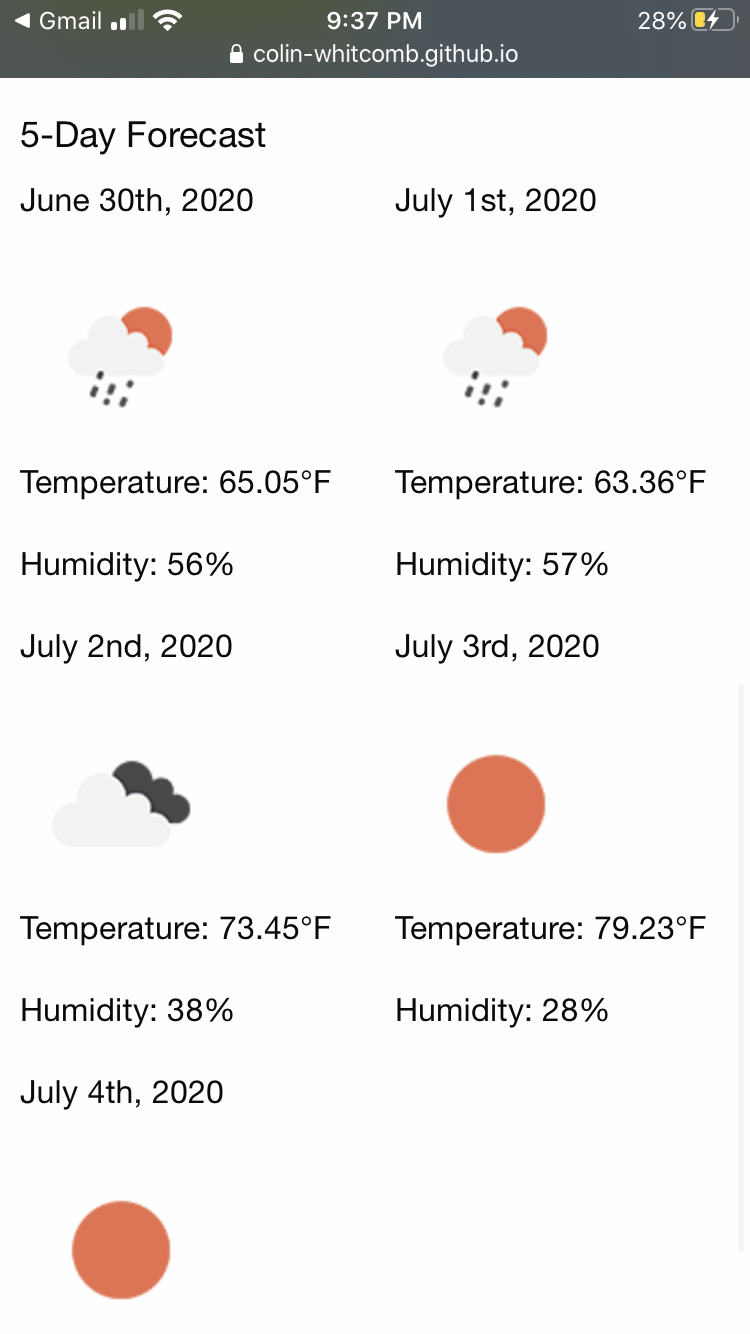 Gmail 9:37 PM 28%
colin-whitcomb.github.io
5-Day Forecast
June 30th, 2020
Temperature: 65.05°F
Humidity: 56%
July 1st, 2020
Temperature: 63.36°F
Humidity: 57%
July 2nd, 2020
Temperature: 73.45°F
Humidity: 38%
July 3rd, 2020
Temperature: 79.23°F
Humidity: 28%
July 4th, 2020